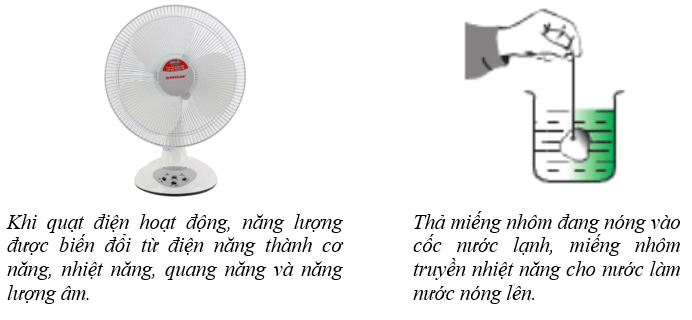 Khi quạt điện hoạt động, năng lượng
được biến đổi từ điện năng thành cơ
năng, nhiệt năng, quang năng và năng
lượng âm.
Thả miếng nhôm đang nóng vào
cốc nước lạnh, miếng nhôm
truyền nhiệt năng cho nước làm
nước nóng lên.